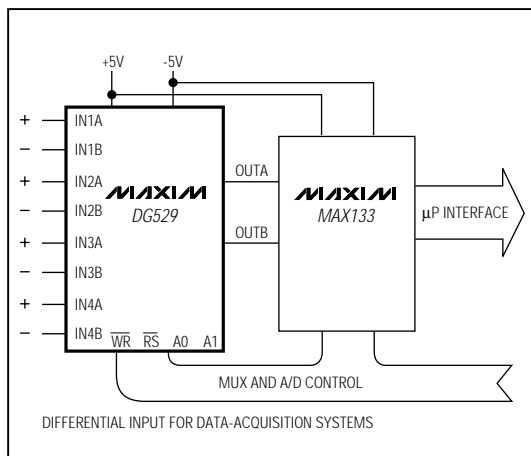 +5V -5V
+ IN1A
− IN1B
+ IN2A
− IN2B
+ IN3A
− IN3B
+ IN4A
− IN4B
MAXIM
DG529
WR RS A0 A1
OUTA
OUTB
MAXIM
MAX133
µP INTERFACE
MUX AND A/D CONTROL
DIFFERENTIAL INPUT FOR DATA-ACQUISITION SYSTEMS